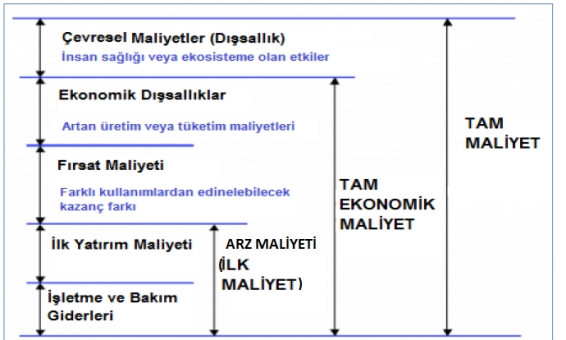 Çevresel Maliyetler (Dışsallık)
İnsan sağlığı veya ekosisteme olan etkiler
Ekonomik Dışsallıklar
Artan üretim veya tüketim maliyetleri
Fırsat Maliyeti
Farklı kullanımlardan edinelebilecek
kazanç farkı
İlk Yatırım Maliyeti
İşletme ve Bakım
Giderleri
ARZ MALİYETİ
(İLK
MALİYET)
TAM
EKONOMİK
MALİYET
TAM
MALİYET